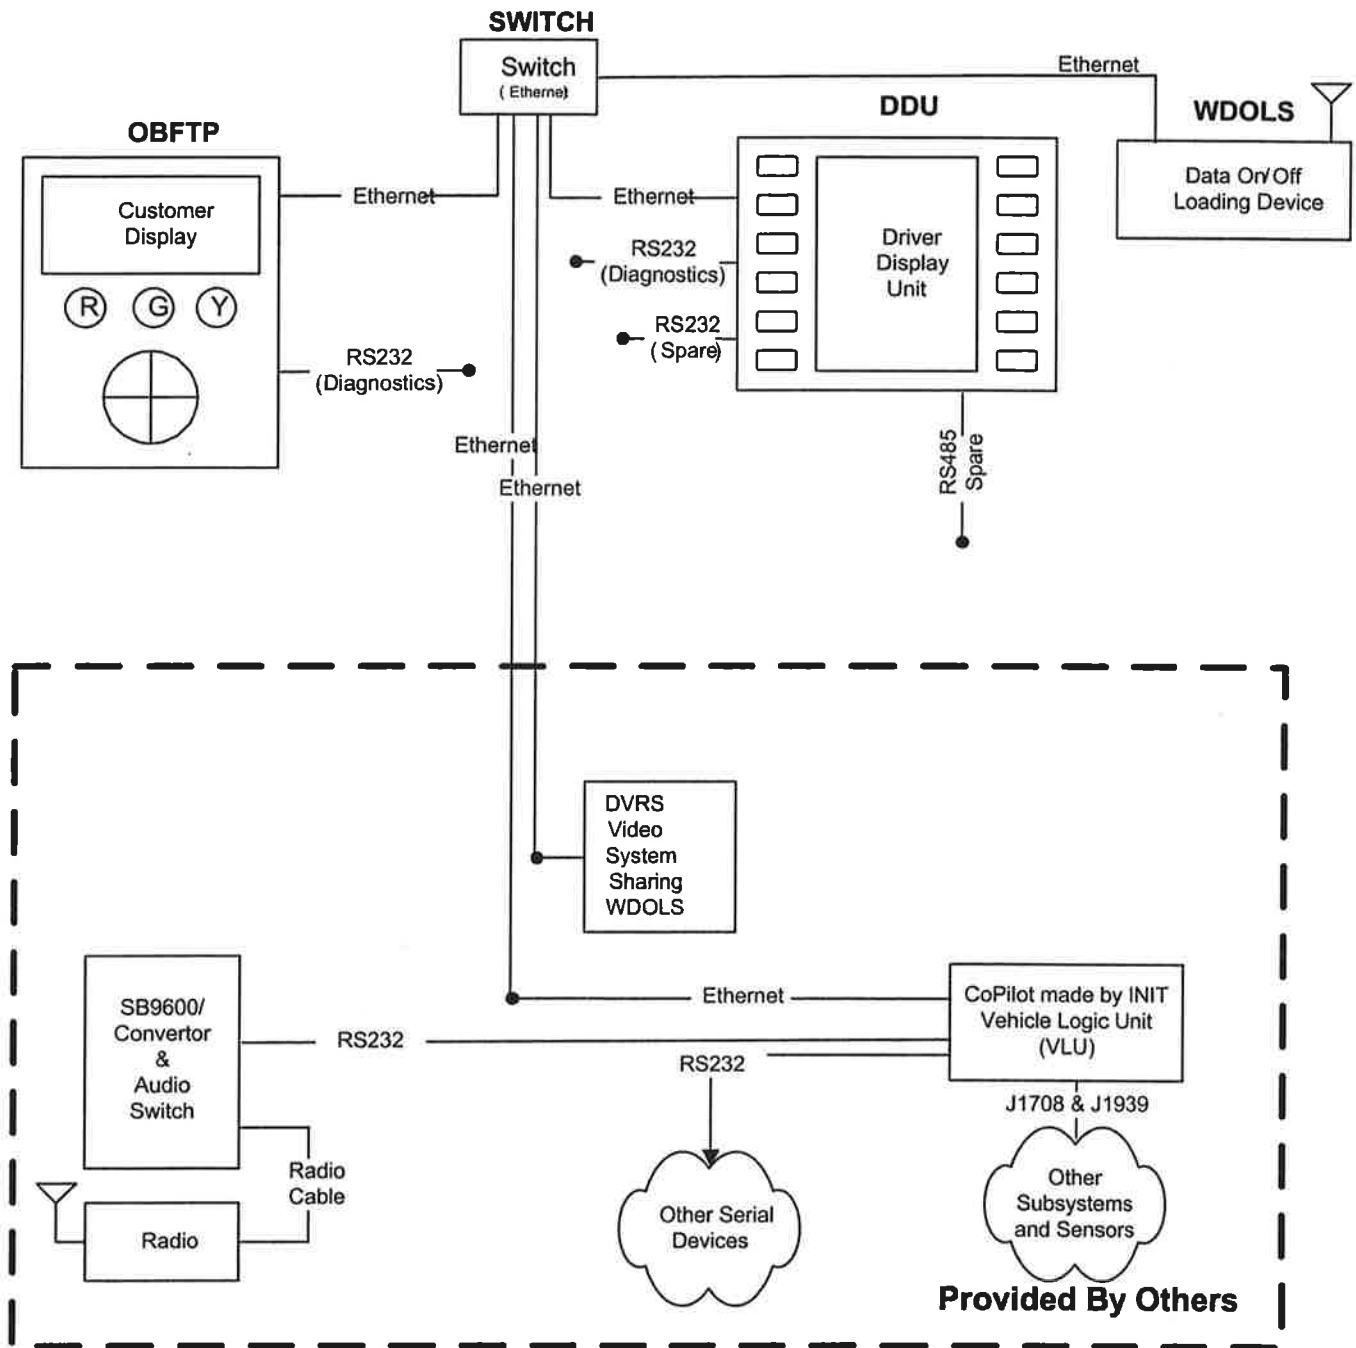 SWITCH
Switch
( Ethernet)
Ethernet
DDU
WDOLS
OBFTP
Data On/Off
Loading Device
Customer
Display
Ethernet
Ethernet
R G Y
Driver
Display
Unit
RS232
(Diagnostics)
RS232
(Spare)
RS232
(Diagnostics)
RS485
Spare
Ethernet
Ethernet
DVRS
Video
System
Sharing
WDOLS
SB9600/
Convertor
&
Audio
Switch
Ethernet
CoPilot made by INIT
Vehicle Logic Unit
(VLU)
RS232
RS232
J1708 & J1939
Radio
Cable
Radio
Other Serial
Devices
Other
Subsystems
and Sensors
Provided By Others